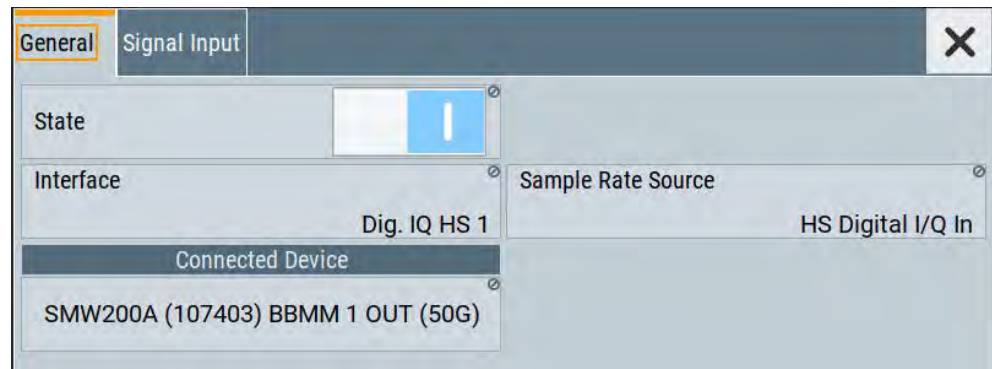 General Signal Input
State
Interface
Dig. IQ HS 1
Sample Rate Source
HS Digital I/Q In
Connected Device
SMW200A (107403) BBMM 1 OUT (50G)